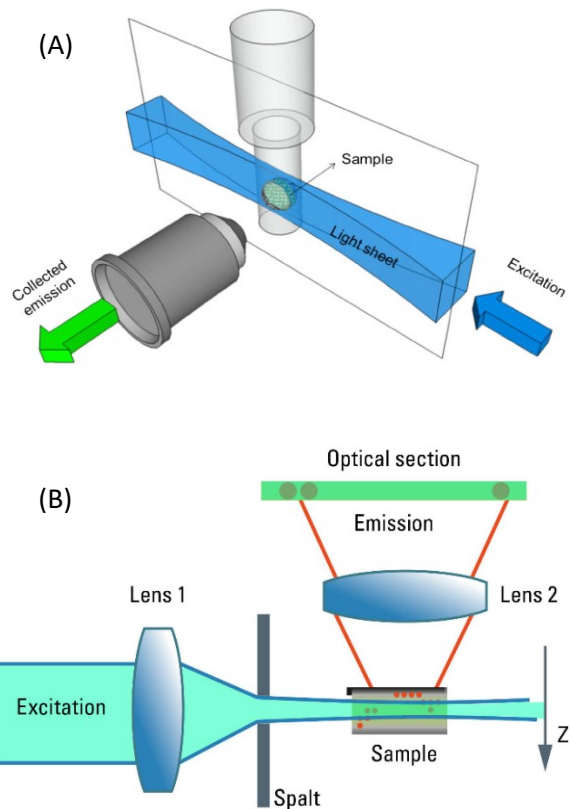 (A)
Sample
Light sheet
Collected
emission
Excitation
(B)
Optical section
Emission
Lens 1
Lens 2
Excitation
Sample
Z
Spalt